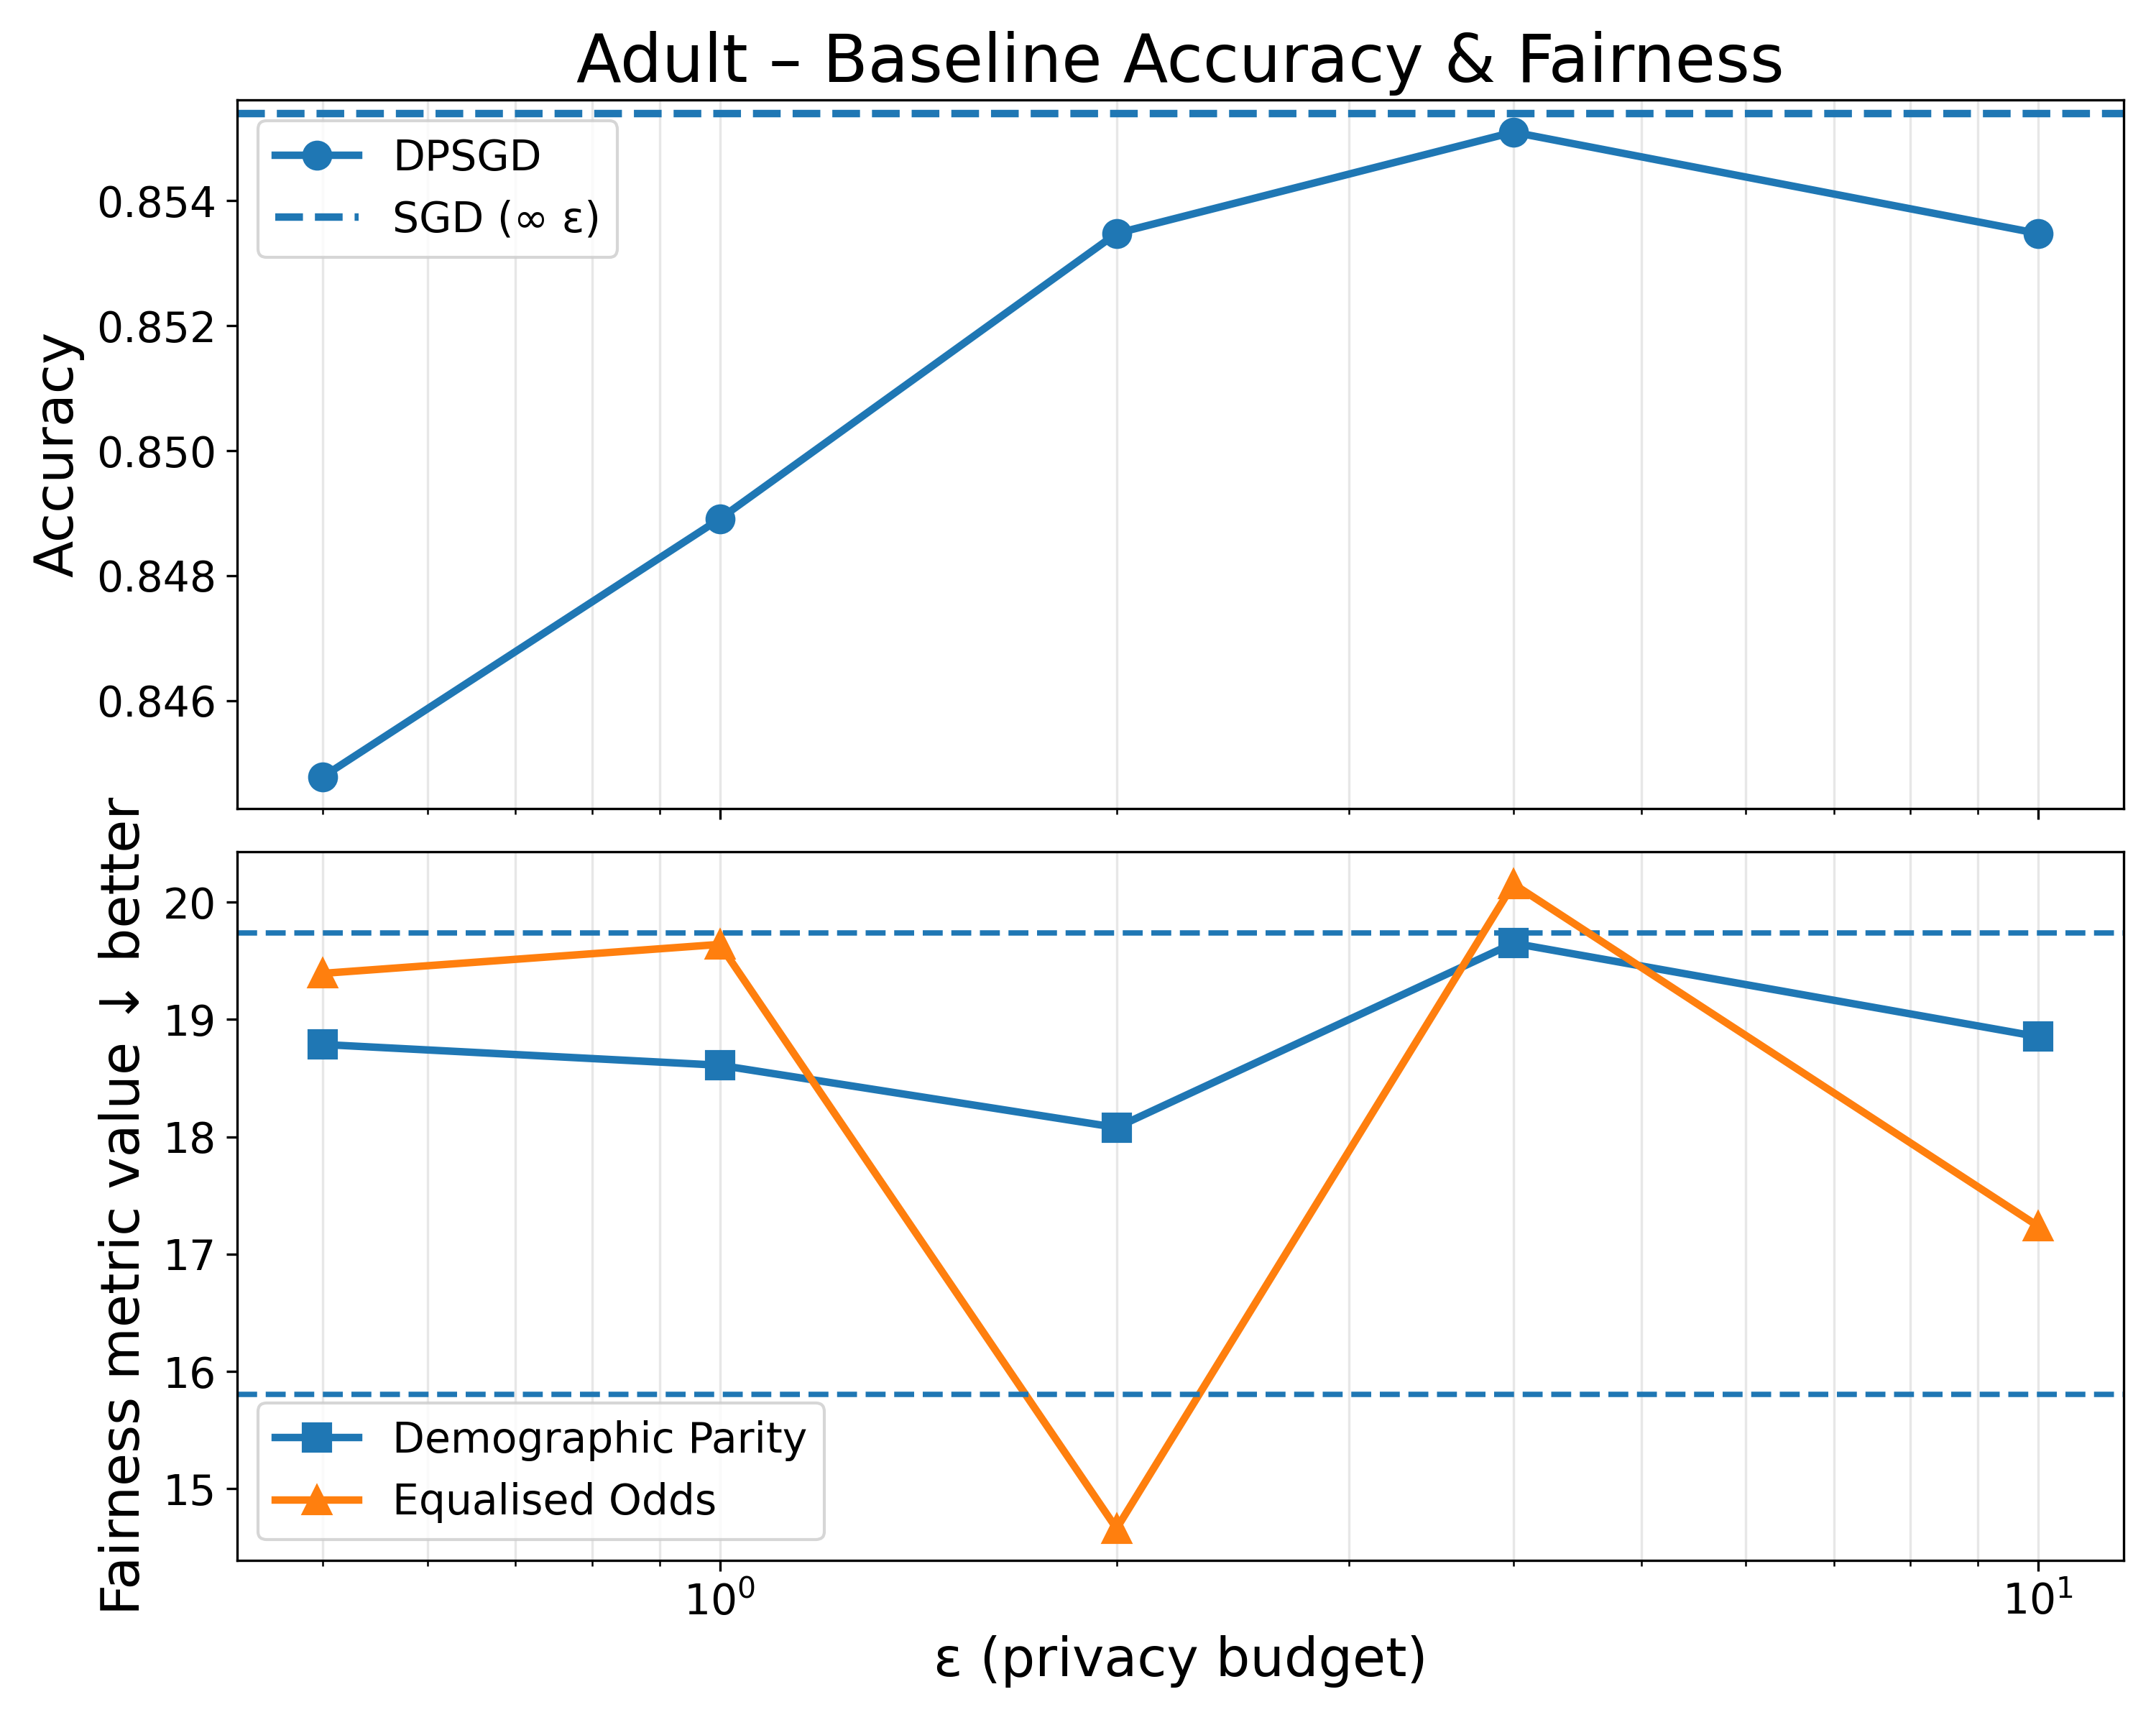 Adult – Baseline Accuracy & Fairness
DPSGD
SGD (∞ ε)
Accuracy
0.854
0.852
0.850
0.848
0.846
Fairness metric value ↓ better
20
19
18
17
16
15
Demographic Parity
Equalised Odds
10⁰
10¹
ε (privacy budget)